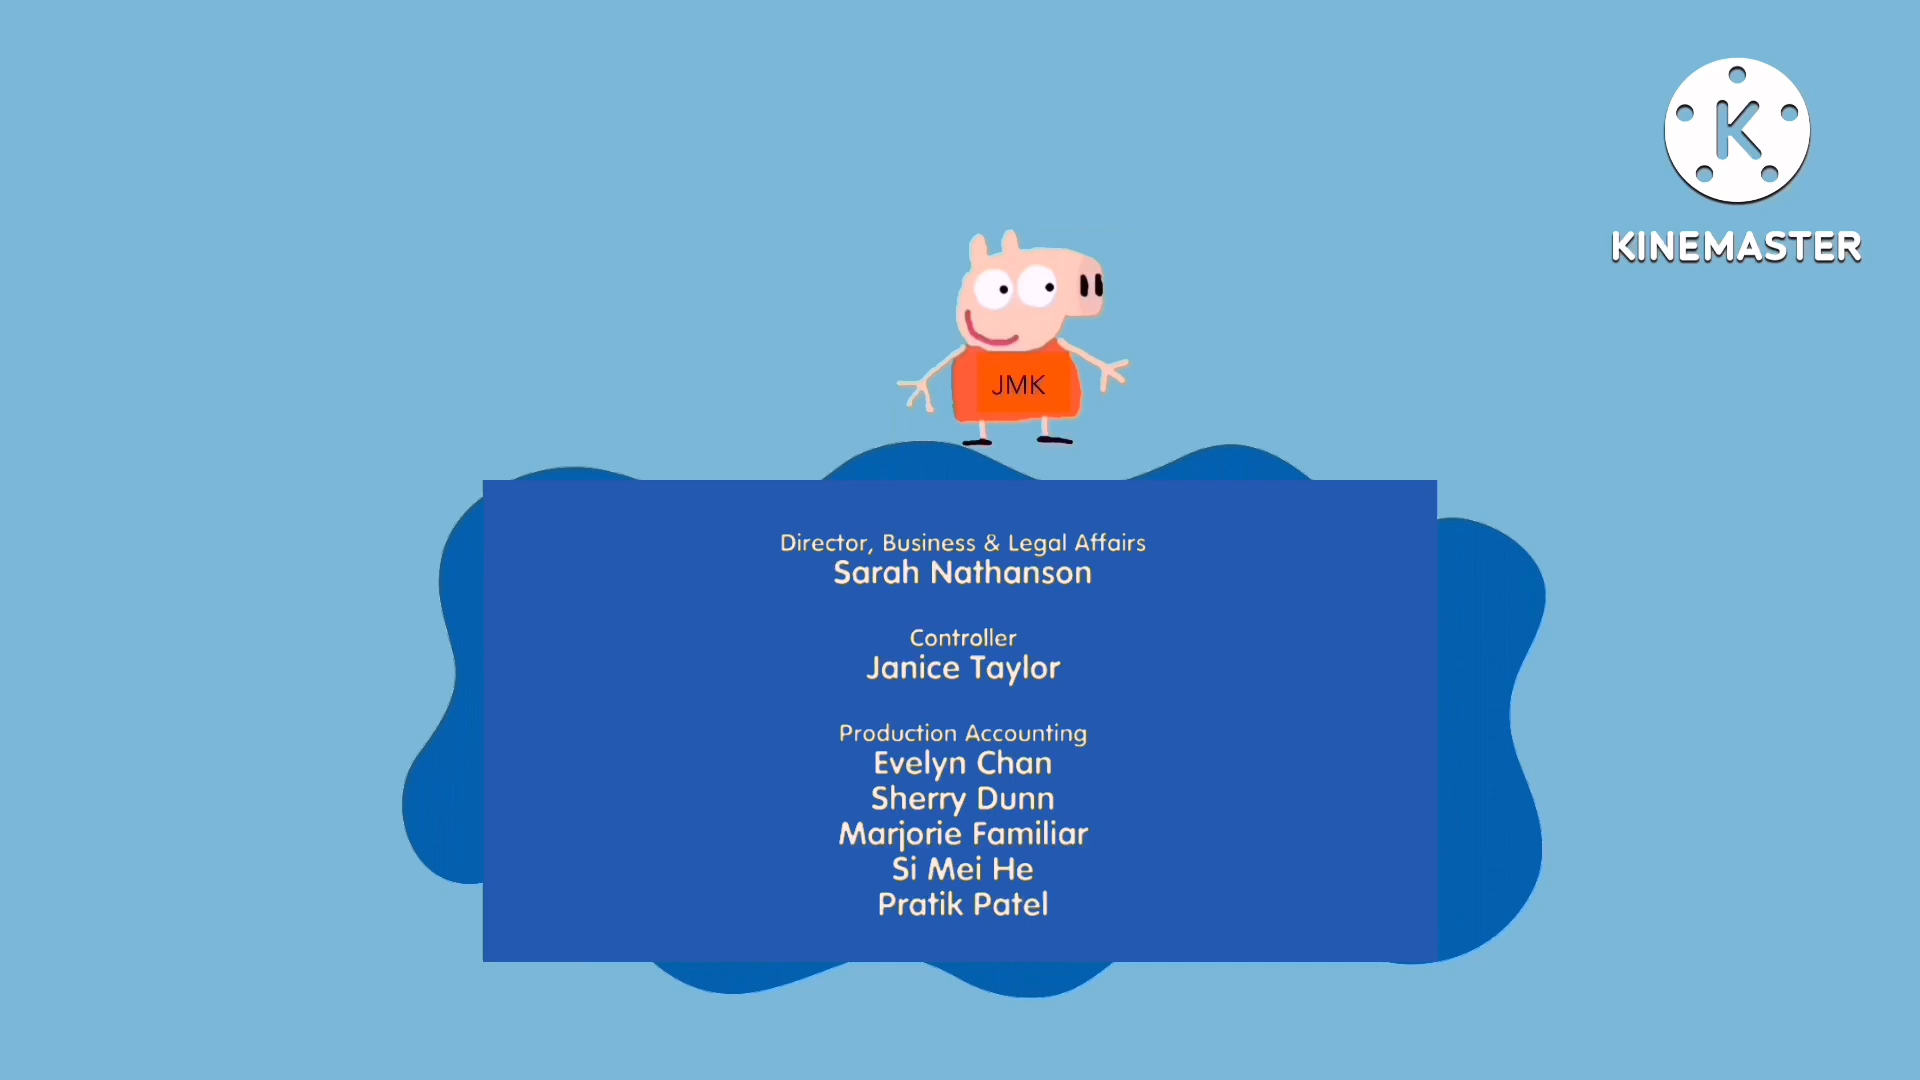 K
KINEMASTER
JMK
Director, Business & Legal Affairs
Sarah Nathanson
Controller
Janice Taylor
Production Accounting
Evelyn Chan
Sherry Dunn
Marjorie Familiar
Si Mei He
Pratik Patel